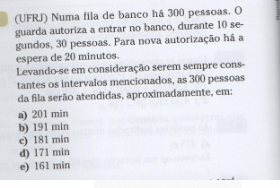 (UFRJ) Numa fila de banco há 300 pessoas. O
guarda autoriza a entrar no banco, durante 10 se-
gundos, 30 pessoas. Para nova autorização há a
espera de 20 minutos.
Levando-se em consideração serem sempre cons-
tantes os intervalos mencionados, as 300 pessoas
da fila serão atendidas, aproximadamente, em:
a) 201 min
b) 191 min
c) 181 min
d) 171 min
e) 161 min